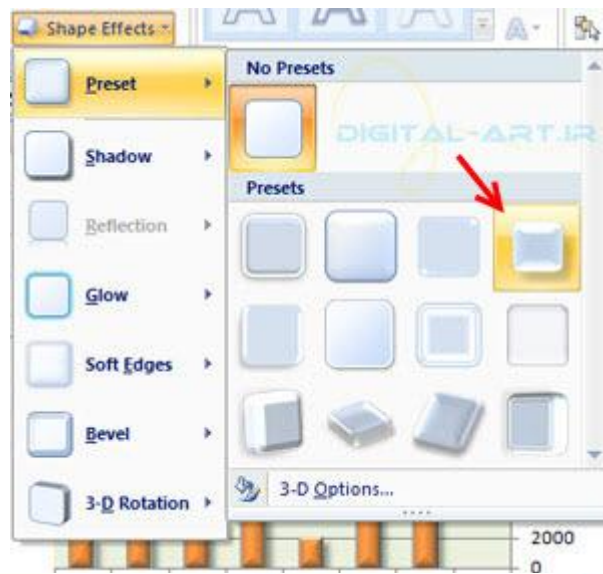 Shape Effects
Preset
Shadow
Reflection
Glow
Soft Edges
Bevel
3-D Rotation
No Presets
DIGITAL-ART.IR
Presets
3-D Options...
2000
0